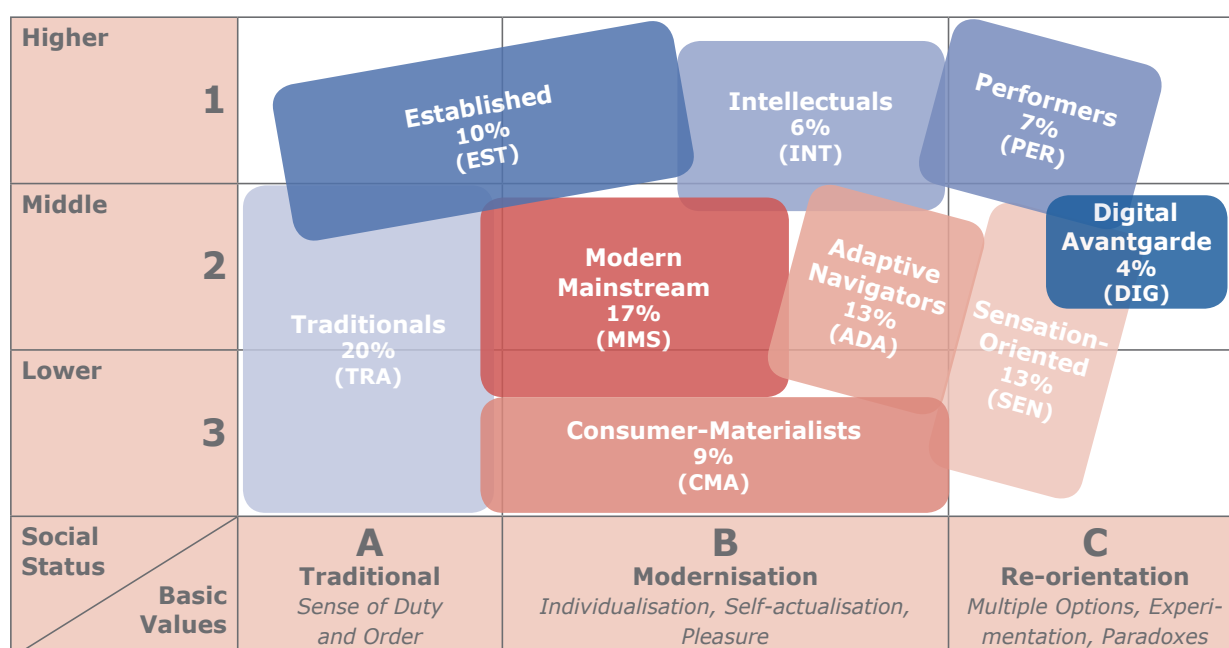 Higher
1
Established
10%
(EST)
Intellectuals
6%
(INT)
Performers
7%
(PER)
Middle
2
Traditionals
20%
(TRA)
Modern
Mainstream
17%
(MMS)
Adaptive
Navigators
13%
(ADA)
Sensation-
Oriented
13%
(SEN)
Digital
Avantgarde
4%
(DIG)
Lower
3
Consumer-Materialists
9%
(CMA)
Social
Status
Basic
Values
A
Traditional
Sense of Duty
and Order
B
Modernisation
Individualisation, Self-actualisation,
Pleasure
C
Re-orientation
Multiple Options, Experi-
mentation, Paradoxes